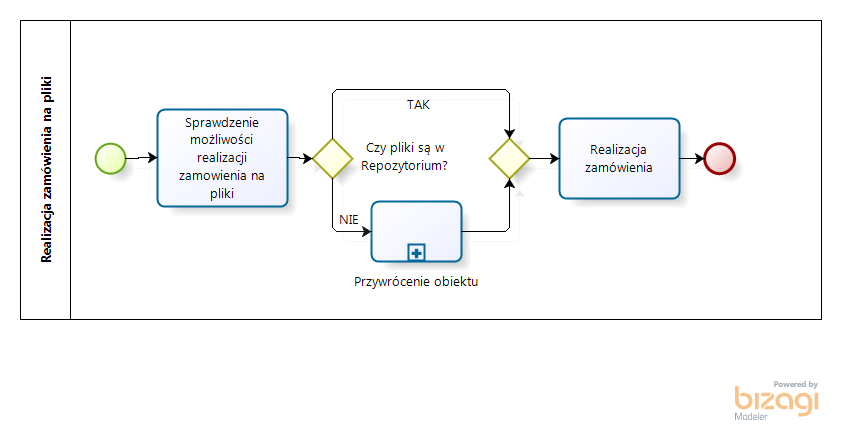 Realizacja zamówienia na pliki
Sprawdzenie
możliwości
realizacji
zamowienia na
pliki
TAK
Czy pliki są w
Repozytorium?
NIE
Przywrócenie obiektu
Realizacja
zamówienia
Powered by
bizagi
Modeler